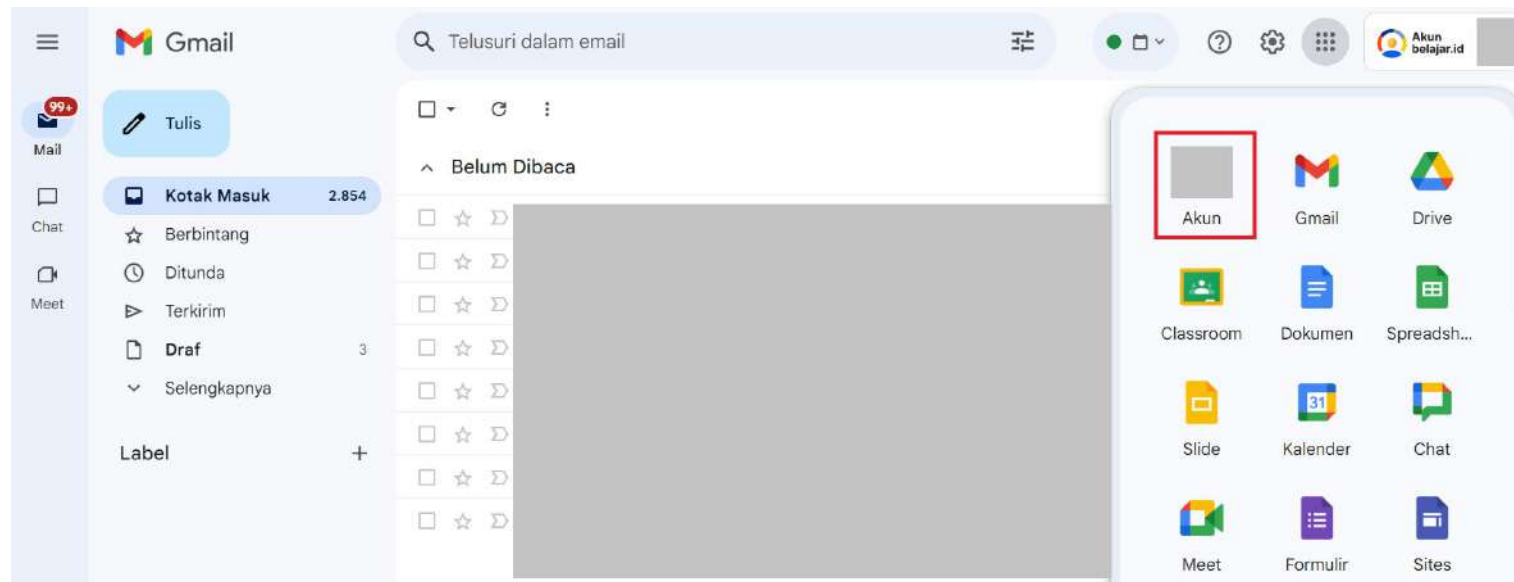 Gmail
Telusuri dalam email
Akun
belajar.id
99+
Mail
Chat
Meet
Tulis
Kotak Masuk 2.854
Berbintang
Ditunda
Terkirim
Draf 3
Selengkapnya
Label
Belum Dibaca
Akun Gmail Drive
Classroom Dokumen Spreadsh...
31
Slide Kalender Chat
Meet Formulir Sites